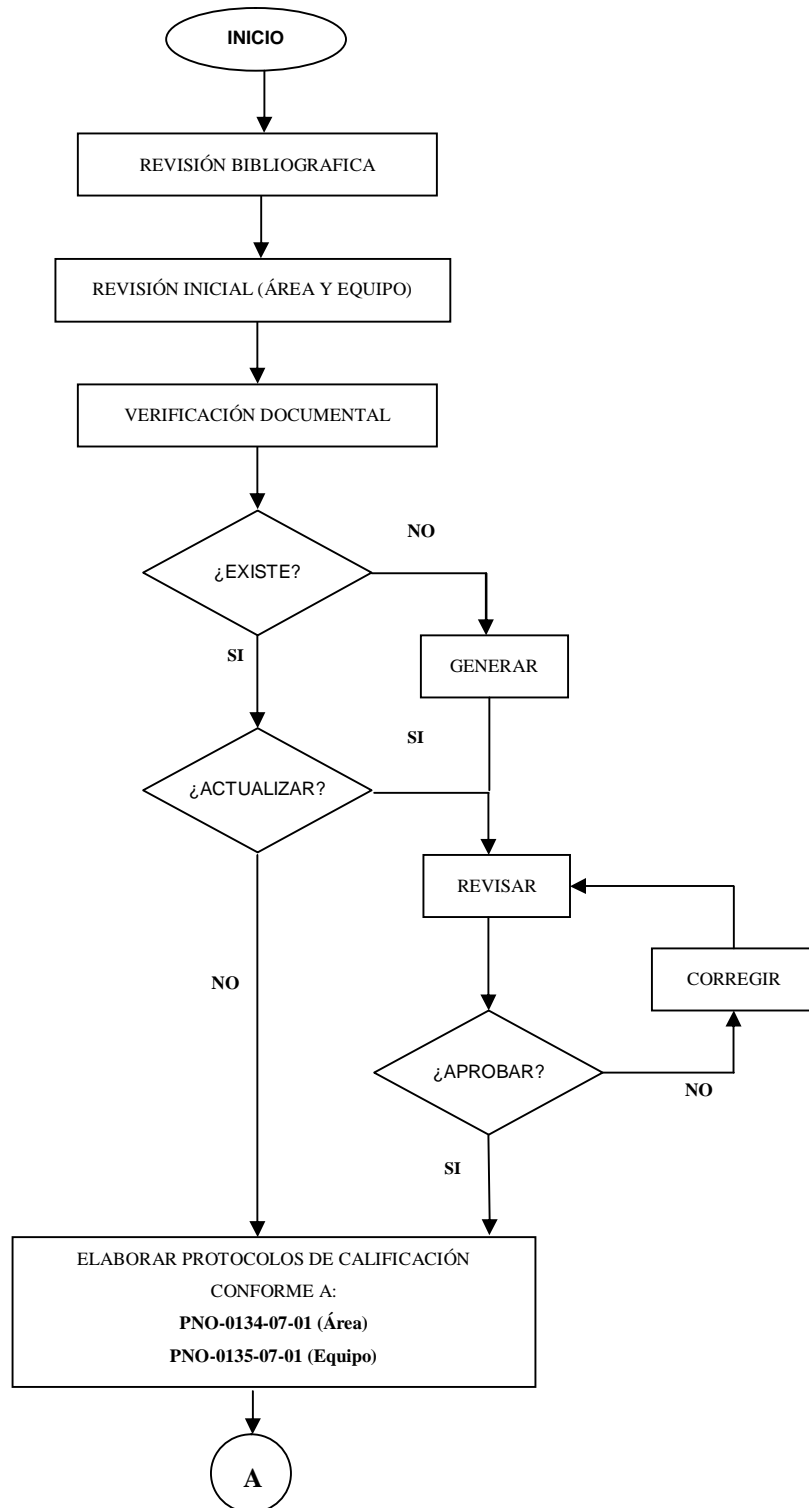 INICIO
REVISIÓN BIBLIOGRAFICA
REVISIÓN INICIAL (ÁREA Y EQUIPO)
VERIFICACIÓN DOCUMENTAL
NO
¿EXISTE?
SI
GENERAR
SI
¿ACTUALIZAR?
REVISAR
NO
CORREGIR
¿APROBAR?
NO
SI
ELABORAR PROTOCOLOS DE CALIFICACIÓN
CONFORME A:
PNO-0134-07-01 (Área)
PNO-0135-07-01 (Equipo)
A